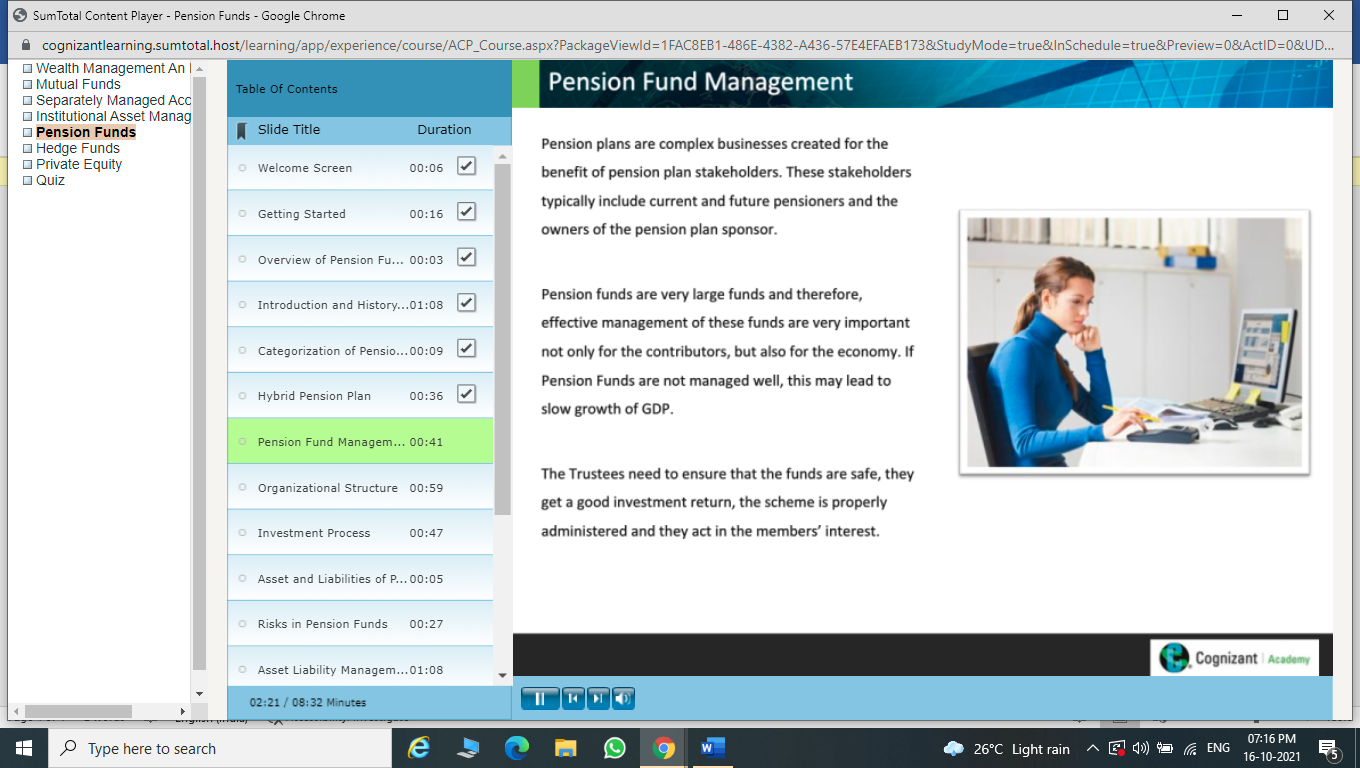 SumTotal Content Player - Pension Funds - Google Chrome
cognizantlearning.sumtotal.host/learning/app/experience/course/ACP_Course.aspx?PackageViewId=1FAC8EB1-486E-4382-A436-57E4EFAEB173&StudyMode=true&InSchedule=true&Preview=0&ActID=0&UD...
Wealth Management An
Mutual Funds
Separately Managed Acc
Institutional Asset Manag
Pension Funds
Hedge Funds
Private Equity
Quiz
Table Of Contents
Slide Title Duration
Welcome Screen 00:06
Getting Started 00:16
Overview of Pension Fu... 00:03
Introduction and History...01:08
Categorization of Pensio...00:09
Hybrid Pension Plan 00:36
Pension Fund Managem... 00:41
Organizational Structure 00:59
Investment Process 00:47
Asset and Liabilities of P...00:05
Risks in Pension Funds 00:27
Asset Liability Managem...01:08
02:21 / 08:32 Minutes
Pension Fund Management
Pension plans are complex businesses created for the
benefit of pension plan stakeholders. These stakeholders
typically include current and future pensioners and the
owners of the pension plan sponsor.
Pension funds are very large funds and therefore,
effective management of these funds are very important
not only for the contributors, but also for the economy. If
Pension Funds are not managed well, this may lead to
slow growth of GDP.
The Trustees need to ensure that the funds are safe, they
get a good investment return, the scheme is properly
administered and they act in the members' interest.
Cognizant | Academy
Type here to search
26°C Light rain
ENG
07:16 PM
16-10-2021
5